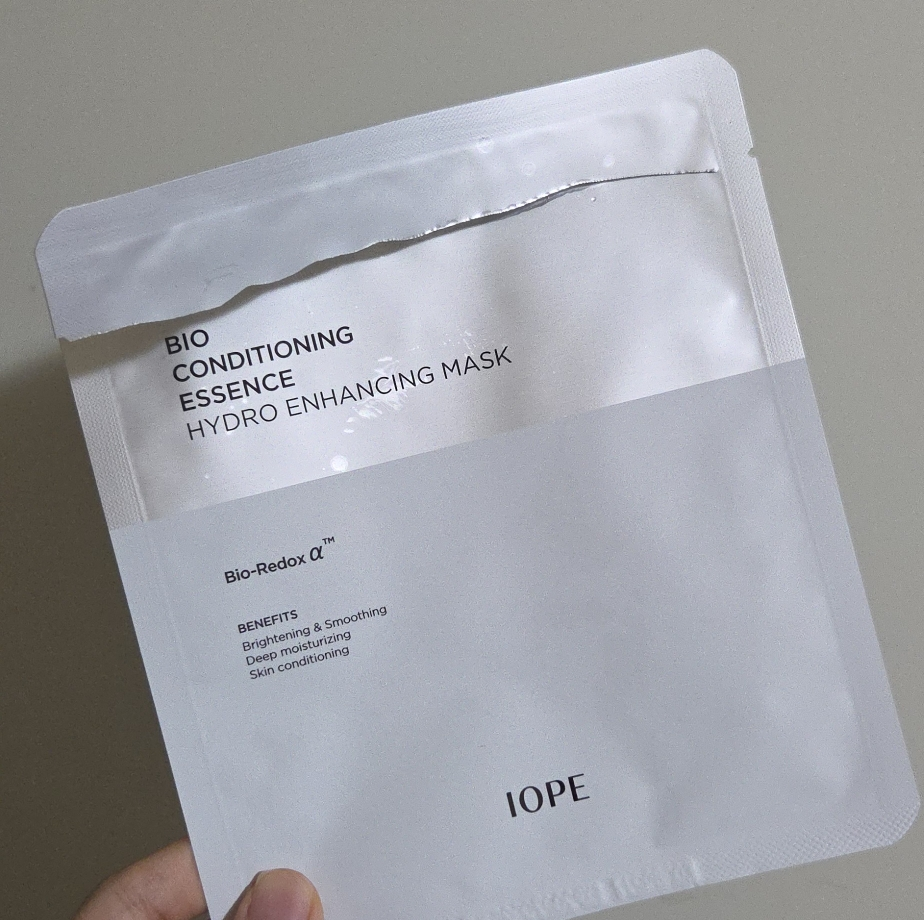 BIO
CONDITIONING
ESSENCE
HYDRO ENHANCING MASK
Bio-Redox α™
BENEFITS
Brightening & Smoothing
Deep moisturizing
Skin conditioning
IOPE